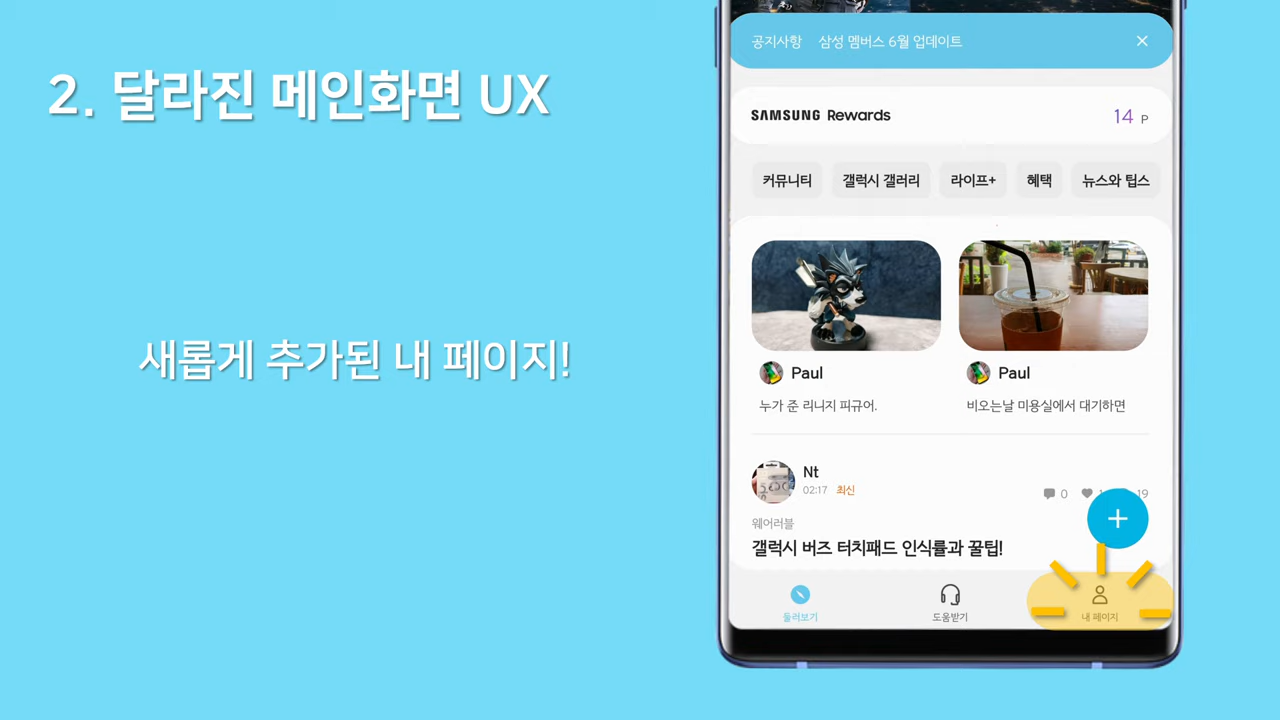 2. 달라진 메인화면 UX
새롭게 추가된 내 페이지!
공지사항 삼성 멤버스 6월 업데이트
SAMSUNG Rewards 14 P
커뮤니티 갤럭시 갤러리 라이프+ 혜택 뉴스와 팁스
Paul Paul
누가 준 리니지 피규어. 비오는날 미용실에서 대기하면
Nt
02:17 최신 0 19
웨어러블
갤럭시 버즈 터치패드 인식률과 꿀팁!
둘러보기 도움받기 내 페이지